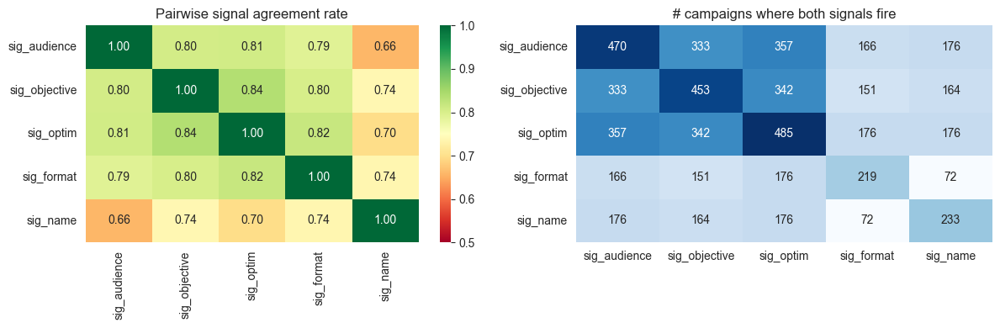 Pairwise signal agreement rate
sig_audience 1.00 0.80 0.81 0.79 0.66
sig_objective 0.80 1.00 0.84 0.80 0.74
sig_optim 0.81 0.84 1.00 0.82 0.70
sig_format 0.79 0.80 0.82 1.00 0.74
sig_name 0.66 0.74 0.70 0.74 1.00
sig_audience sig_objective sig_optim sig_format sig_name
1.0
0.9
0.8
0.7
0.6
0.5
# campaigns where both signals fire
sig_audience 470 333 357 166 176
sig_objective 333 453 342 151 164
sig_optim 357 342 485 176 176
sig_format 166 151 176 219 72
sig_name 176 164 176 72 233
sig_audience sig_objective sig_optim sig_format sig_name